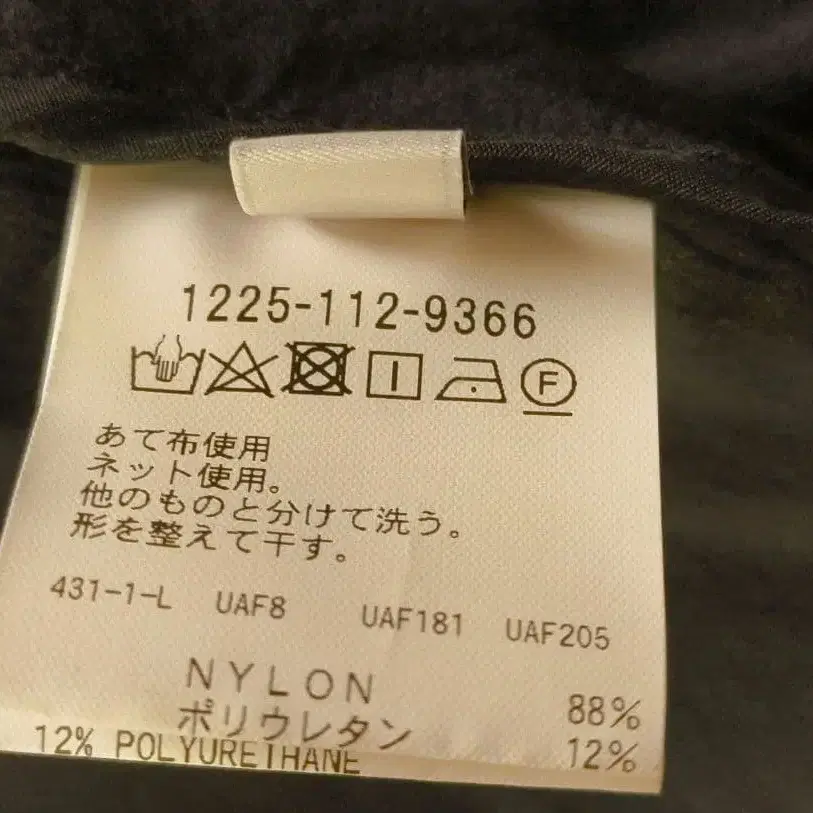 1225-112-9366
F
あて布使用
ネット使用。
他のものと分けて洗う。
形を整えて干す。
431-1-L UAF8 UAF181 UAF205
NYLON 88%
ポリウレタン 12%
12% POLYURETHANE